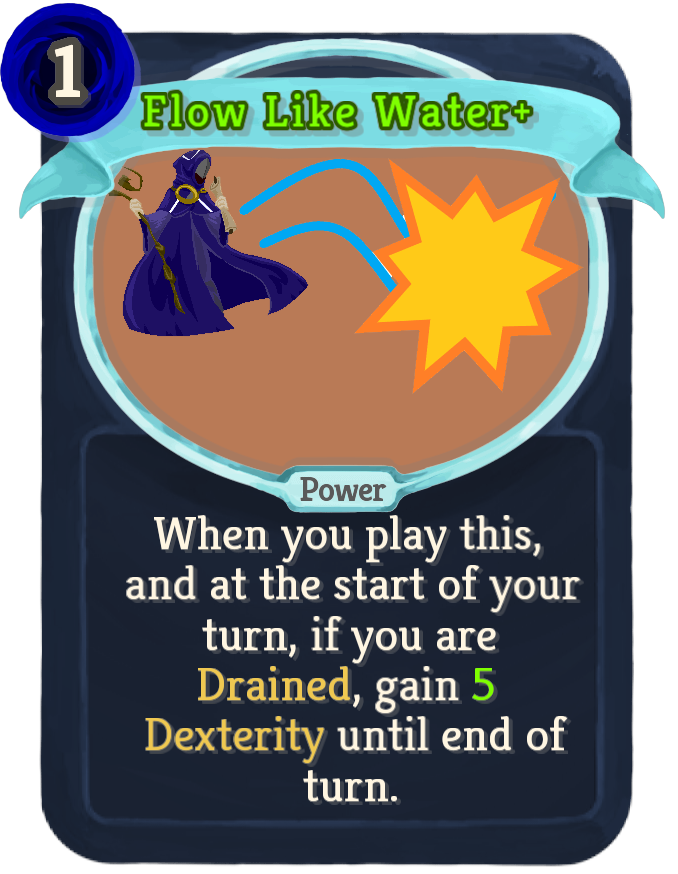 1
Flow Like Water+
Power
When you play this,
and at the start of your
turn, if you are
Drained, gain 5
Dexterity until end of
turn.